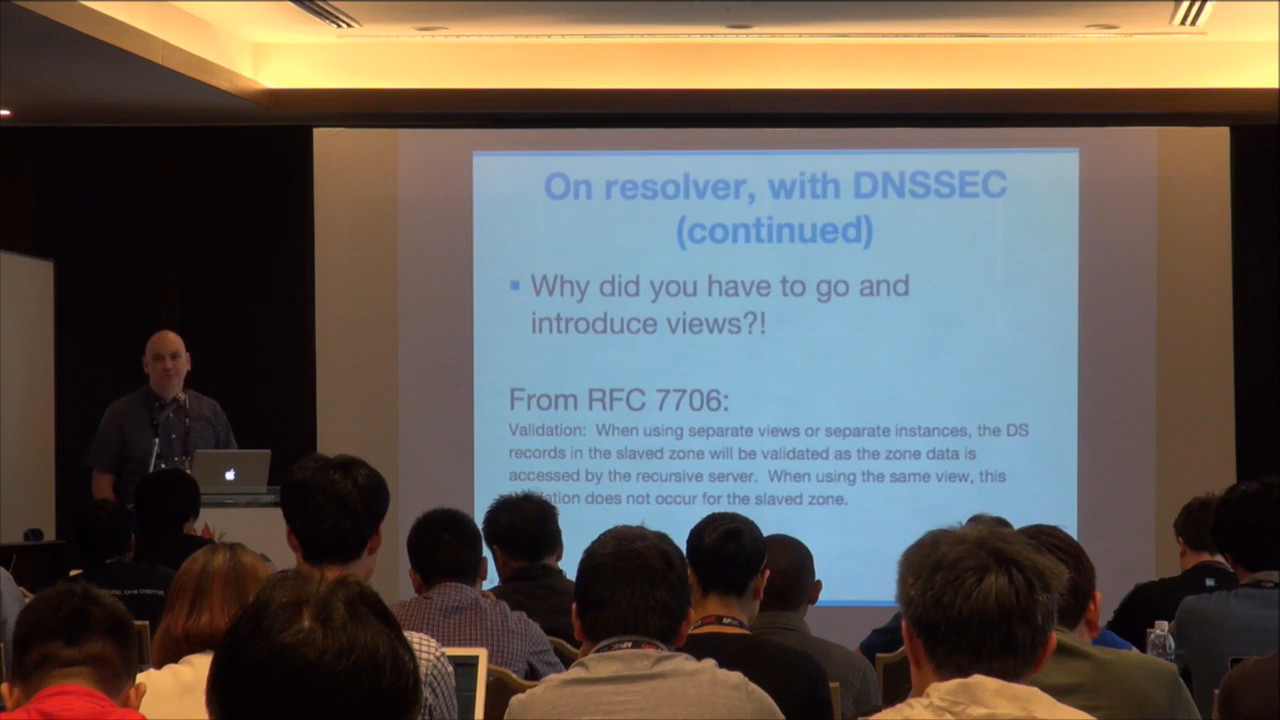 On resolver, with DNSSEC
(continued)
Why did you have to go and
introduce views?!
From RFC 7706:
Validation: When using separate views or separate instances, the DS
records in the slaved zone will be validated as the zone data is
accessed by the recursive server. When using the same view, this
does not occur for the slaved zone.
one internet